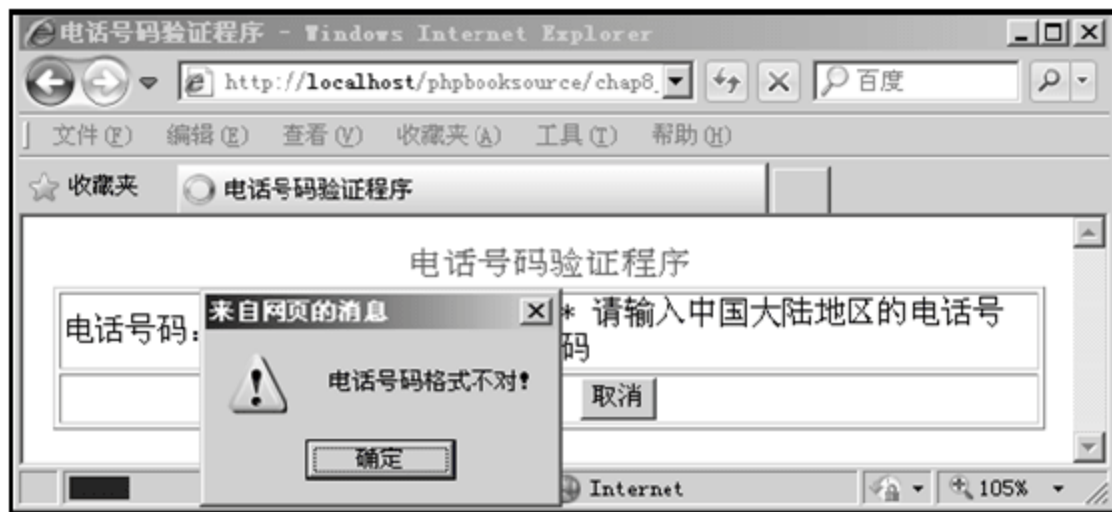 电话号码验证程序 - Windows Internet Explorer
http://localhost/phpbooksource/chap8_
百度
文件(F) 编辑(E) 查看(V) 收藏夹(A) 工具(T) 帮助(H)
收藏夹 电话号码验证程序
电话号码验证程序
电话号码:
* 请输入中国大陆地区的电话号
码
来自网页的消息
电话号码格式不对!
确定
取消
Internet 105%